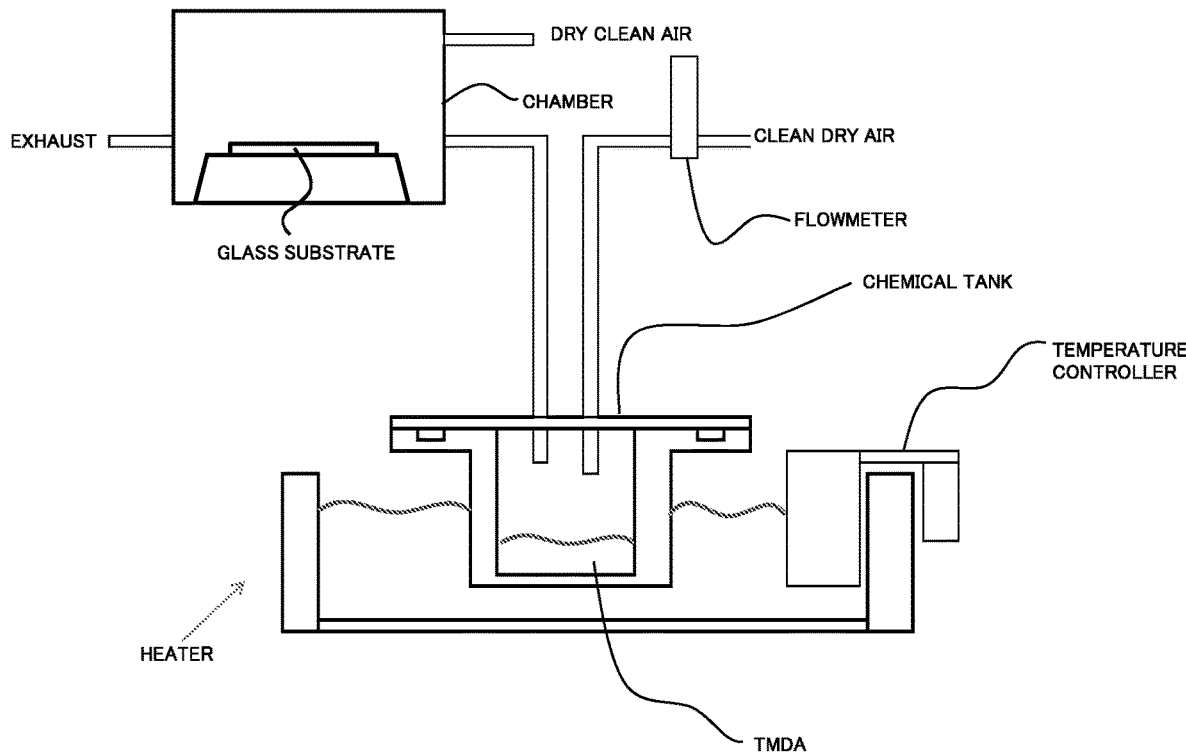 DRY CLEAN AIR
CHAMBER
EXHAUST
CLEAN DRY AIR
FLOWMETER
GLASS SUBSTRATE
CHEMICAL TANK
TEMPERATURE
CONTROLLER
HEATER
TMDA